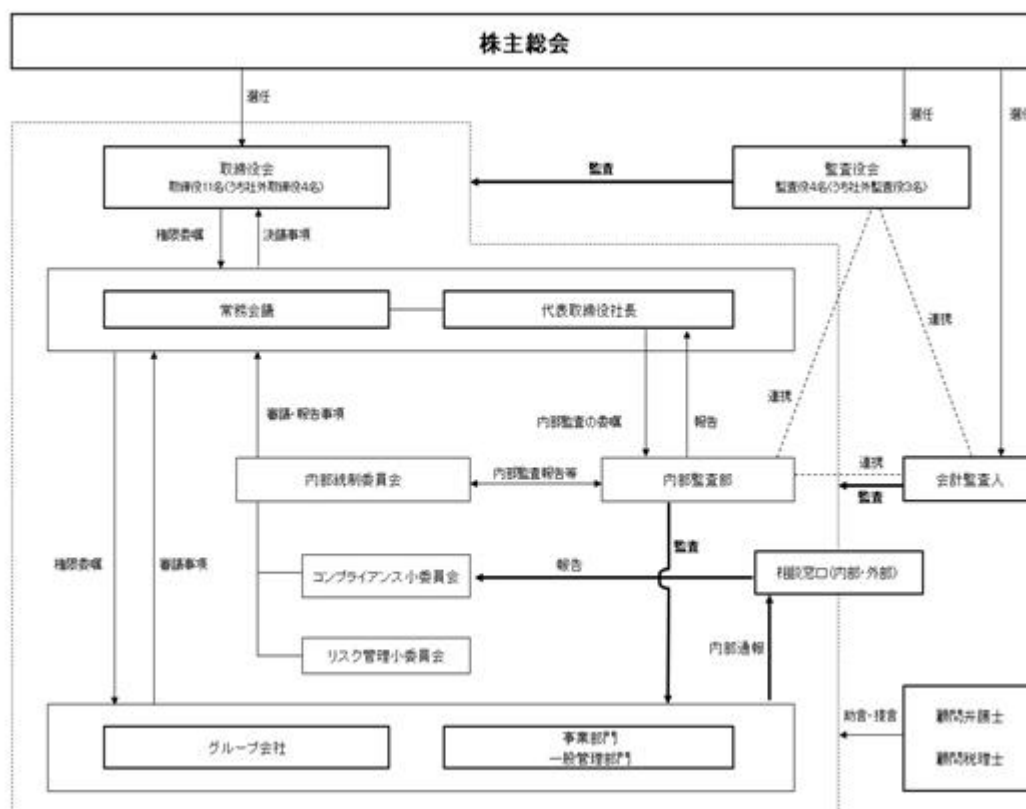 株主総会
選任
選任
選任
取締役会
取締役11名(うち社外取締役4名)
監査
監査役会
監査役4名(うち社外監査役3名)
権限委嘱
決議事項
常務会議
代表取締役社長
連携
連携
審議・報告事項
内部監査の委嘱
報告
内部統制委員会
内部監査報告等
内部監査部
連携
監査
会計監査人
権限委嘱
審議事項
監査
コンプライアンス小委員会
報告
相談窓口(内部・外部)
リスク管理小委員会
内部通報
グループ会社
事業部門
一般管理部門
助言・提言
顧問弁護士
顧問税理士